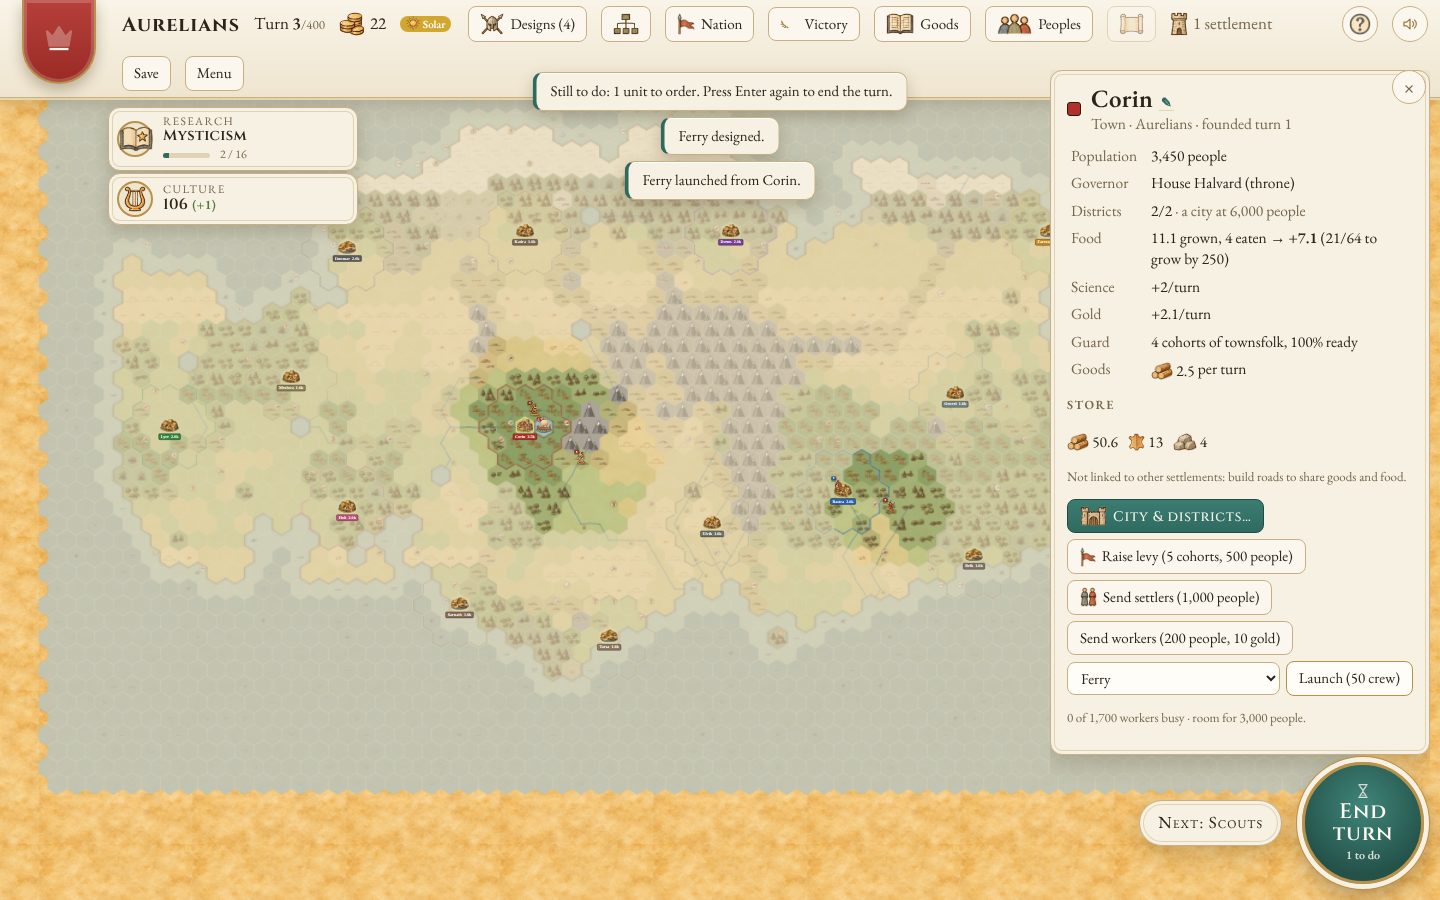 AURELIANS
Turn 3/400
22
Solar
Designs (4)
Nation
Victory
Goods
Peoples
1 settlement
Save
Menu
Still to do: 1 unit to order. Press Enter again to end the turn.
Ferry designed.
Ferry launched from Corin.
RESEARCH
MYSTICISM
2 / 16
CULTURE
106 (+1)
Corin 3.5k
Corin
Town · Aurelians · founded turn 1
Population 3,450 people
Governor House Halvard (throne)
Districts 2/2 · a city at 6,000 people
Food 11.1 grown, 4 eaten → +7.1 (21/64 to
grow by 250)
Science +2/turn
Gold +2.1/turn
Guard 4 cohorts of townsfolk, 100% ready
Goods 2.5 per turn
STORE
50.6 13 4
Not linked to other settlements: build roads to share goods and food.
CITY & DISTRICTS...
Raise levy (5 cohorts, 500 people)
Send settlers (1,000 people)
Send workers (200 people, 10 gold)
Ferry
Launch (50 crew)
0 of 1,700 workers busy · room for 3,000 people.
NEXT: SCOUTS
END
TURN
1 to do